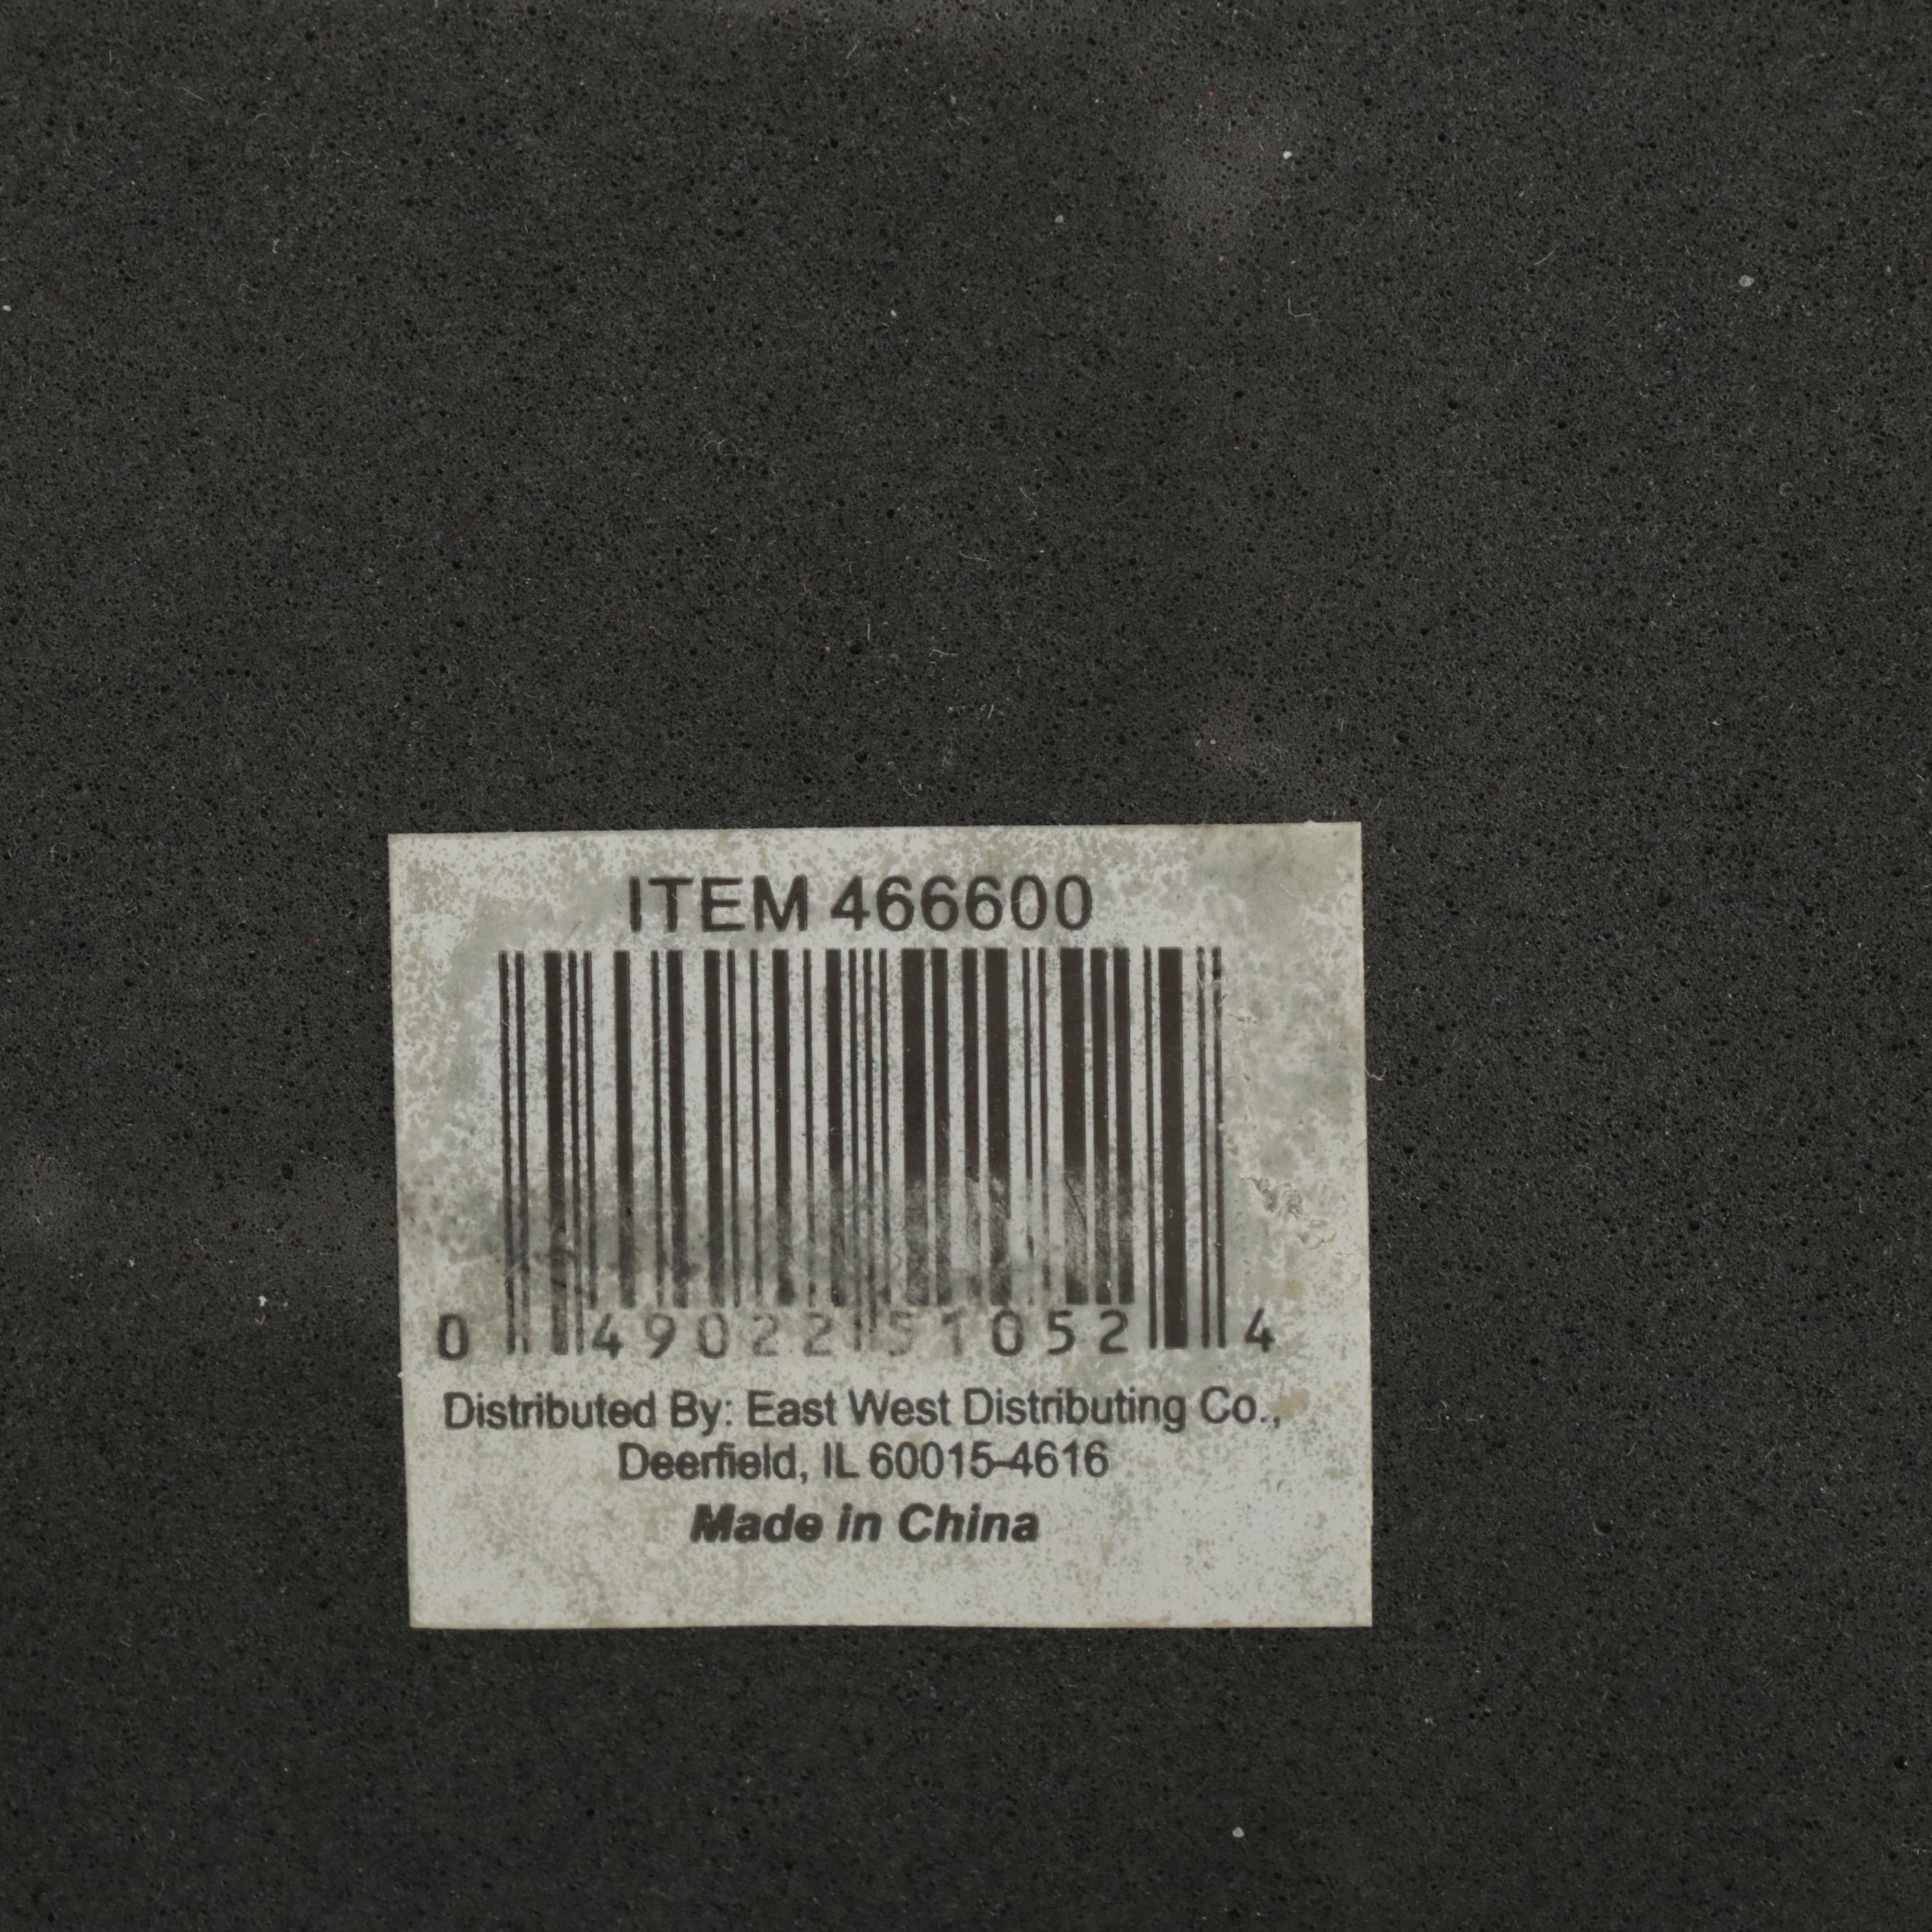 ITEM 466600
0 49022 51052 4
Distributed By: East West Distributing Co.,
Deerfield, IL 60015-4616
Made in China